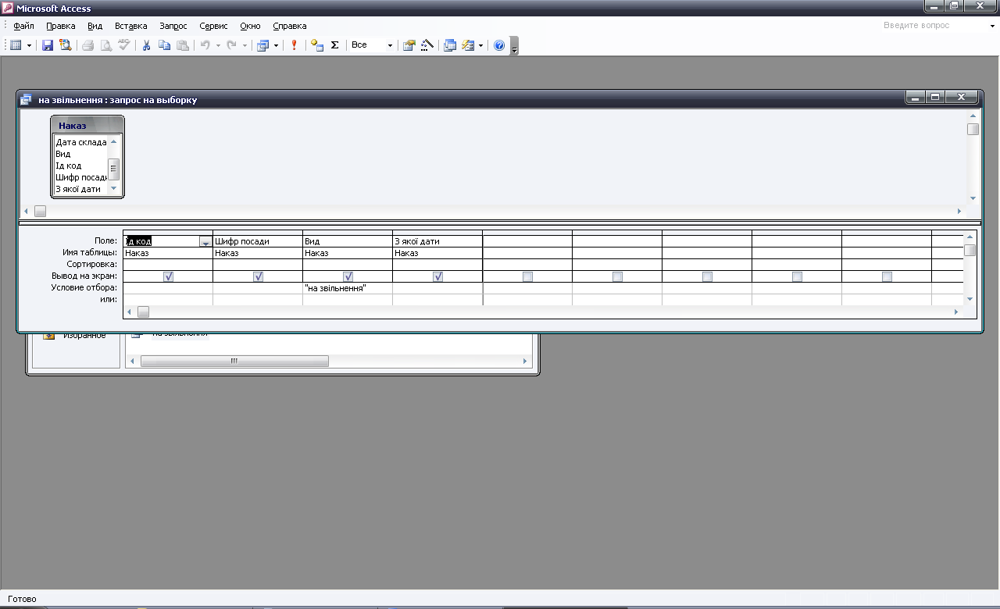 Microsoft Access
Файл Правка Вид Вставка Запрос Сервис Окно Справка Введите вопрос
ABC Все
на звільнення : запрос на выборку
Наказ
Дата склада
Вид
Ід код
Шифр посади
З якої дати
Поле: Ід код Шифр посади Вид З якої дати
Имя таблицы: Наказ Наказ Наказ Наказ
Сортировка:
Вывод на экран:
Условие отбора: "на звільнення"
или:
Избранное на звільнення
Готово